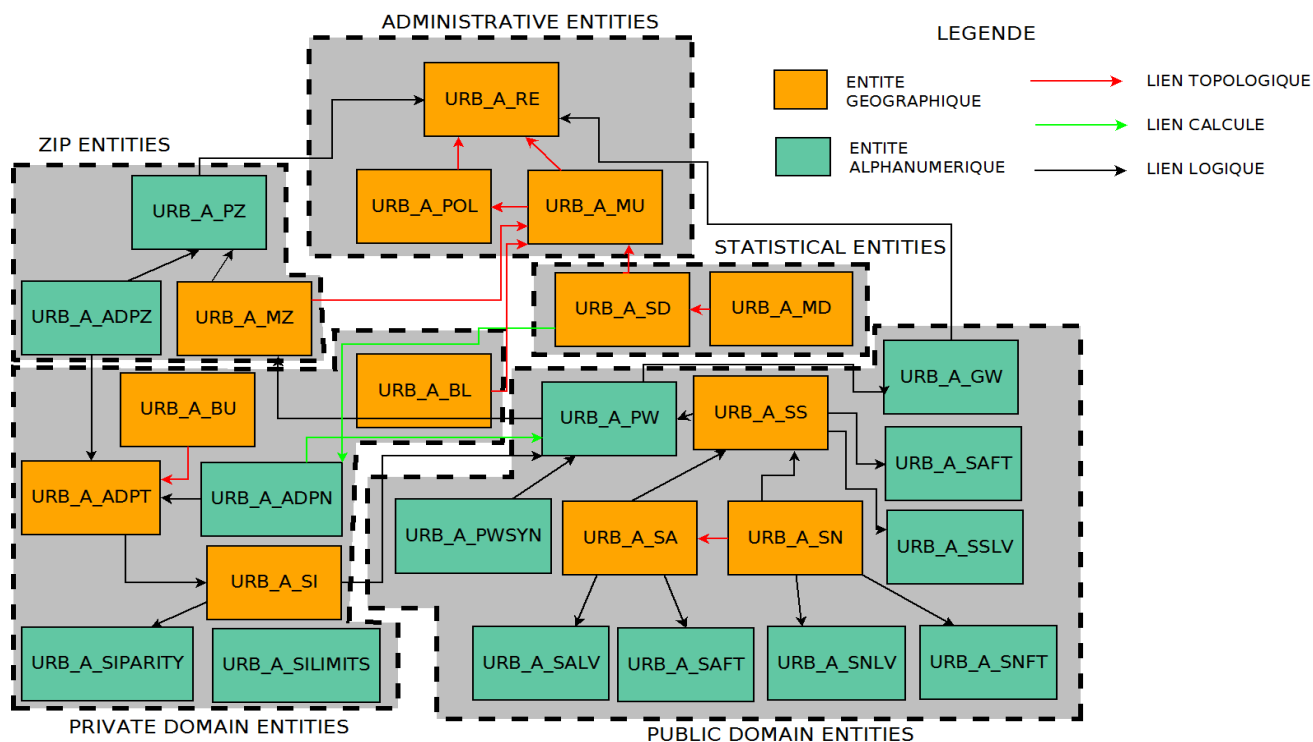 ADMINISTRATIVE ENTITIES
LEGENDE
URB_A_RE
ENTITE
GEOGRAPHIQUE
LIEN TOPOLOGIQUE
LIEN CALCULE
ENTITE
ALPHANUMERIQUE
LIEN LOGIQUE
ZIP ENTITIES
URB_A_PZ
URB_A_POL
URB_A_MU
STATISTICAL ENTITIES
URB_A_ADPZ
URB_A_MZ
URB_A_SD
URB_A_MD
URB_A_BU
URB_A_BL
URB_A_PW
URB_A_SS
URB_A_GW
URB_A_SAFT
URB_A_ADPT
URB_A_ADPN
URB_A_PWSYN
URB_A_SA
URB_A_SN
URB_A_SSLV
URB_A_SI
URB_A_SIPARITY
URB_A_SILIMITS
URB_A_SALV
URB_A_SAFT
URB_A_SNLV
URB_A_SNFT
PRIVATE DOMAIN ENTITIES
PUBLIC DOMAIN ENTITIES